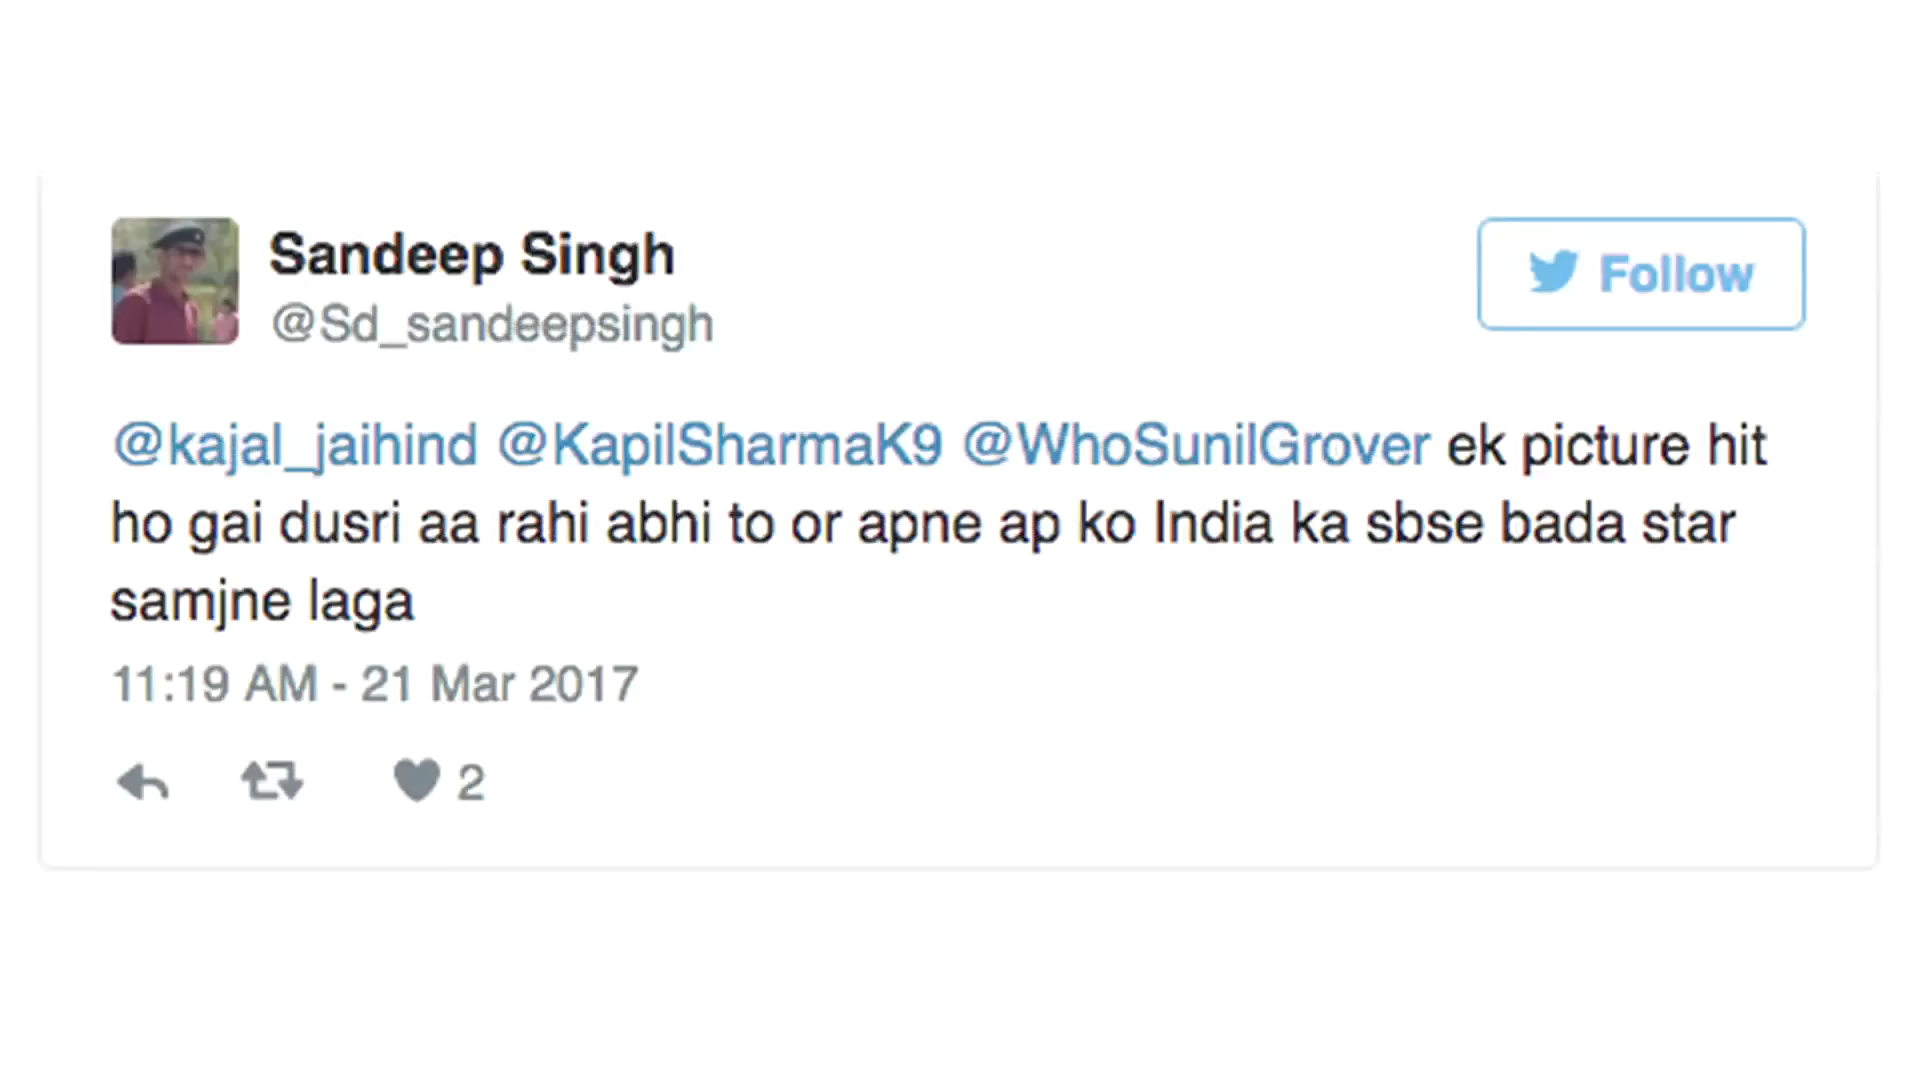 Sandeep Singh
@Sd_sandeepsingh
Follow
@kajal_jaihind @KapilSharmaK9 @WhoSunilGrover ek picture hit
ho gai dusri aa rahi abhi to or apne ap ko India ka sbse bada star
samjne laga
11:19 AM - 21 Mar 2017
2